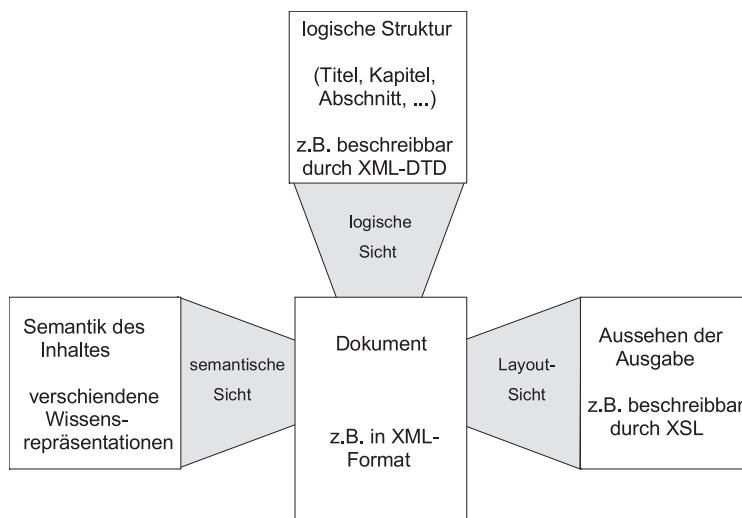 logische Struktur
(Titel, Kapitel,
Abschnitt, ...)
z.B. beschreibbar
durch XML-DTD
logische
Sicht
Semantik des
Inhaltes
verschiendene
Wissens-
repräsentationen
semantische
Sicht
Dokument
z.B. in XML-
Format
Layout-
Sicht
Aussehen der
Ausgabe
z.B. beschreibbar
durch XSL